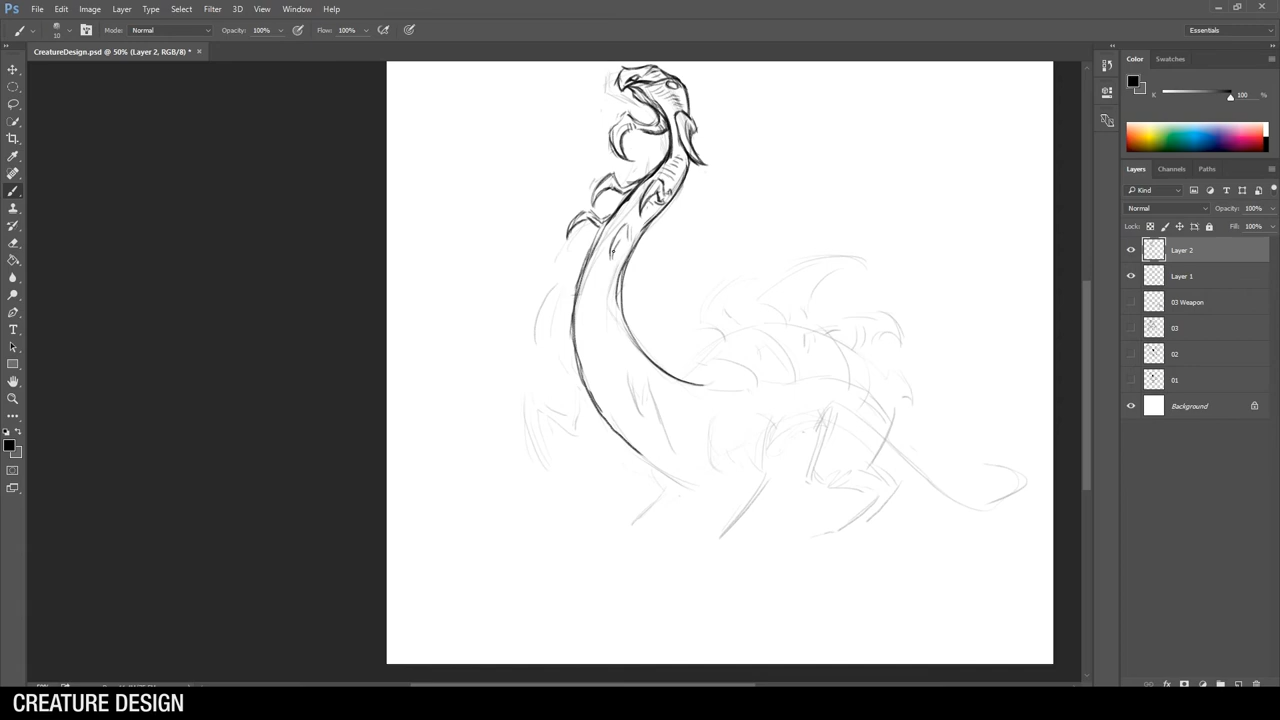 Ps File Edit Image Layer Type Select Filter 3D View Window Help
10 Mode: Normal Opacity: 100% Flow: 100% Essentials
CreatureDesign.psd @ 50% (Layer 2, RGB/8) * ×
Color Swatches
K 100 %
Layers Channels Paths
Kind
Normal Opacity: 100%
Lock: Fill: 100%
Layer 2
Layer 1
03 Weapon
03
02
01
Background
CREATURE DESIGN